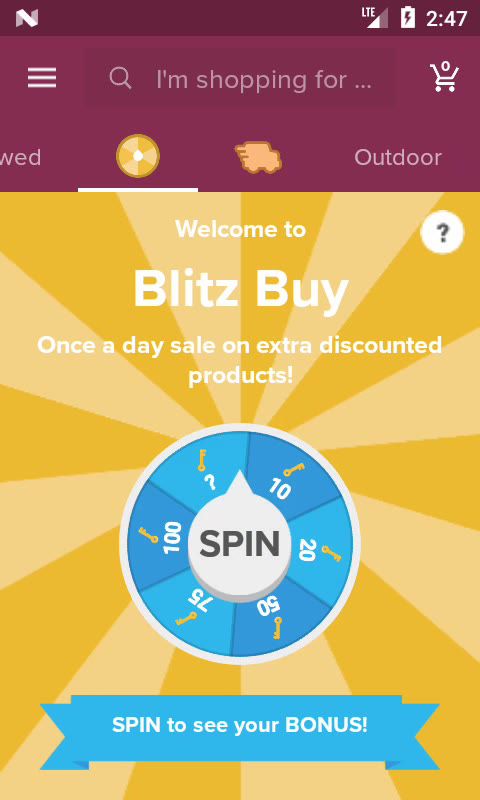 LTE 2:47
I'm shopping for ...
0
wed
Outdoor
?
Welcome to
Blitz Buy
Once a day sale on extra discounted
products!
?
10
100
SPIN
20
75
50
SPIN to see your BONUS!